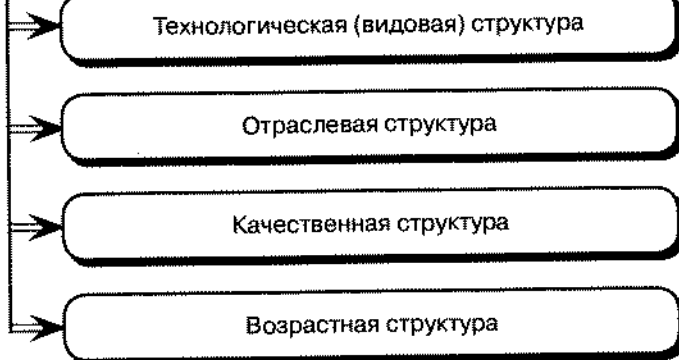 Технологическая (видовая) структура
Отраслевая структура
Качественная структура
Возрастная структура